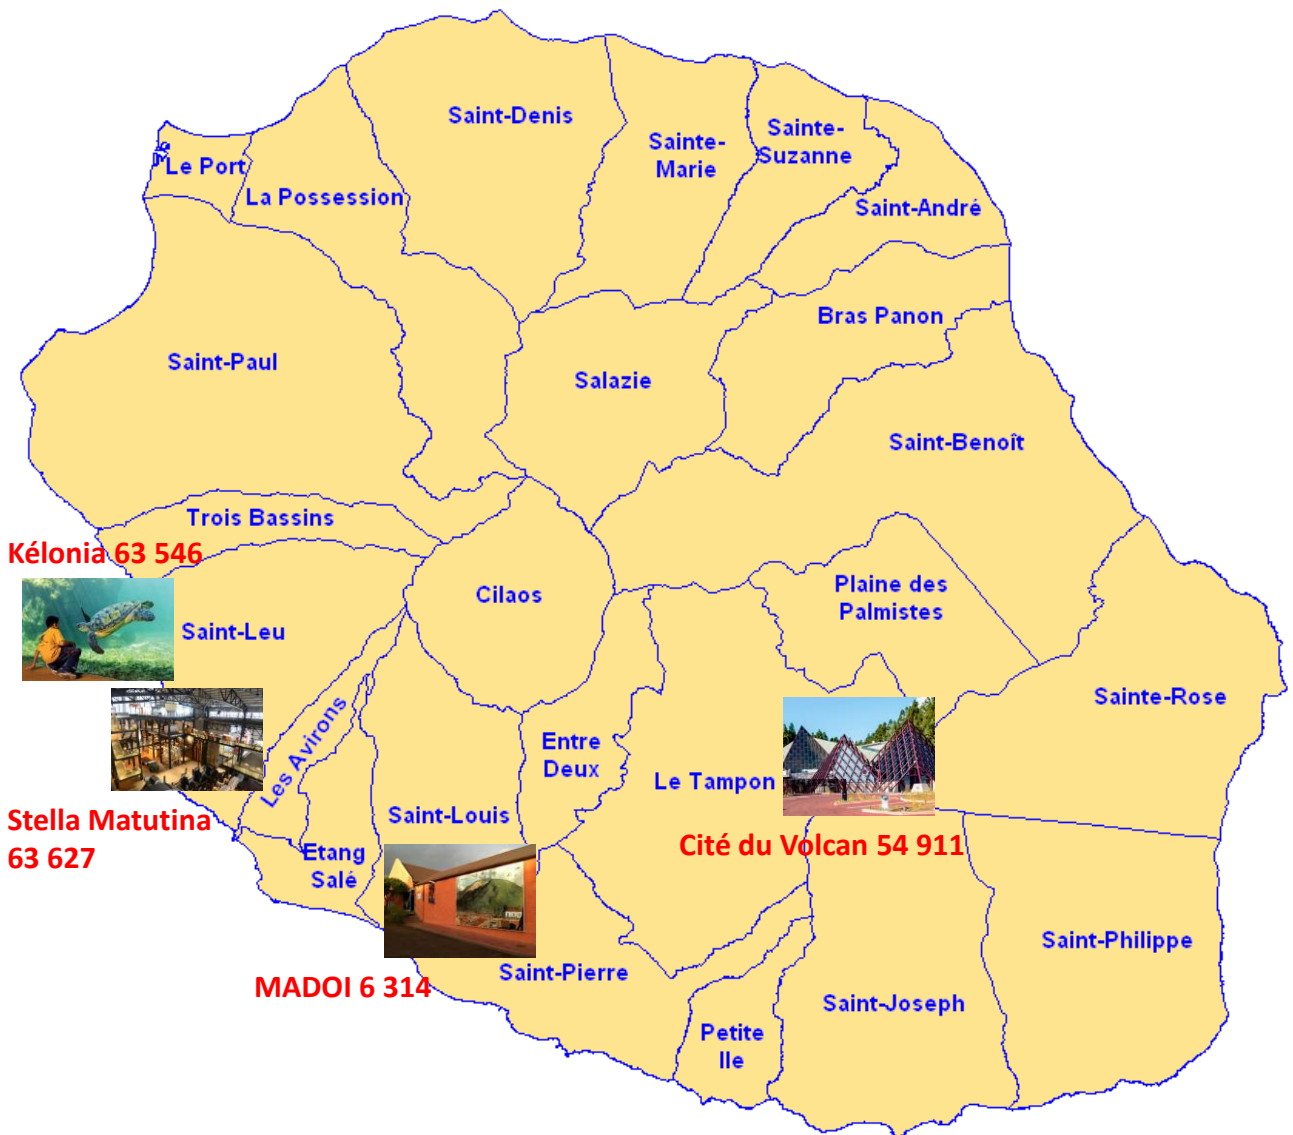 Saint-Denis
Sainte-
Marie
Sainte-
Suzanne
Le Port
La Possession
Saint-André
Bras Panon
Saint-Paul
Salazie
Saint-Benoît
Trois Bassins
Kélonia 63 546
Cilaos
Plaine des
Palmistes
Saint-Leu
Sainte-Rose
Les Avirons
Entre
Deux
Le Tampon
Stella Matutina
63 627
Saint-Louis
Cité du Volcan 54 911
Etang
Salé
Saint-Philippe
Saint-Pierre
MADOI 6 314
Saint-Joseph
Petite
Ile